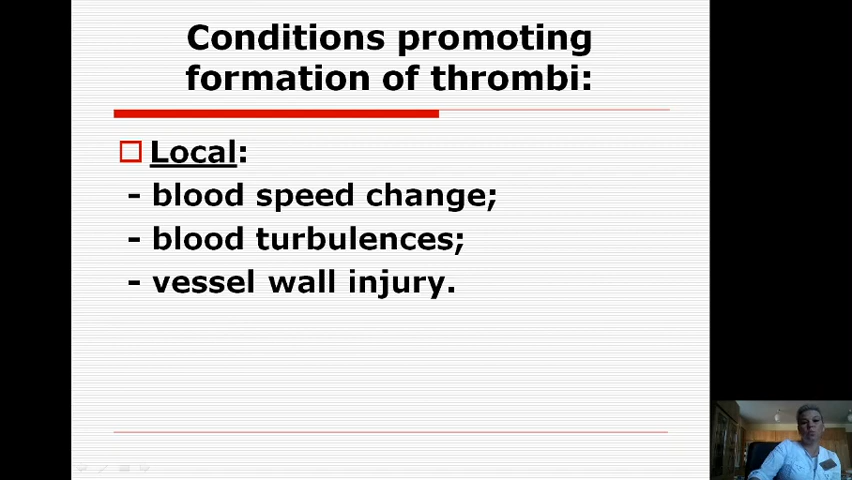 Conditions promoting
formation of thrombi:
Local:
- blood speed change;
- blood turbulences;
- vessel wall injury.